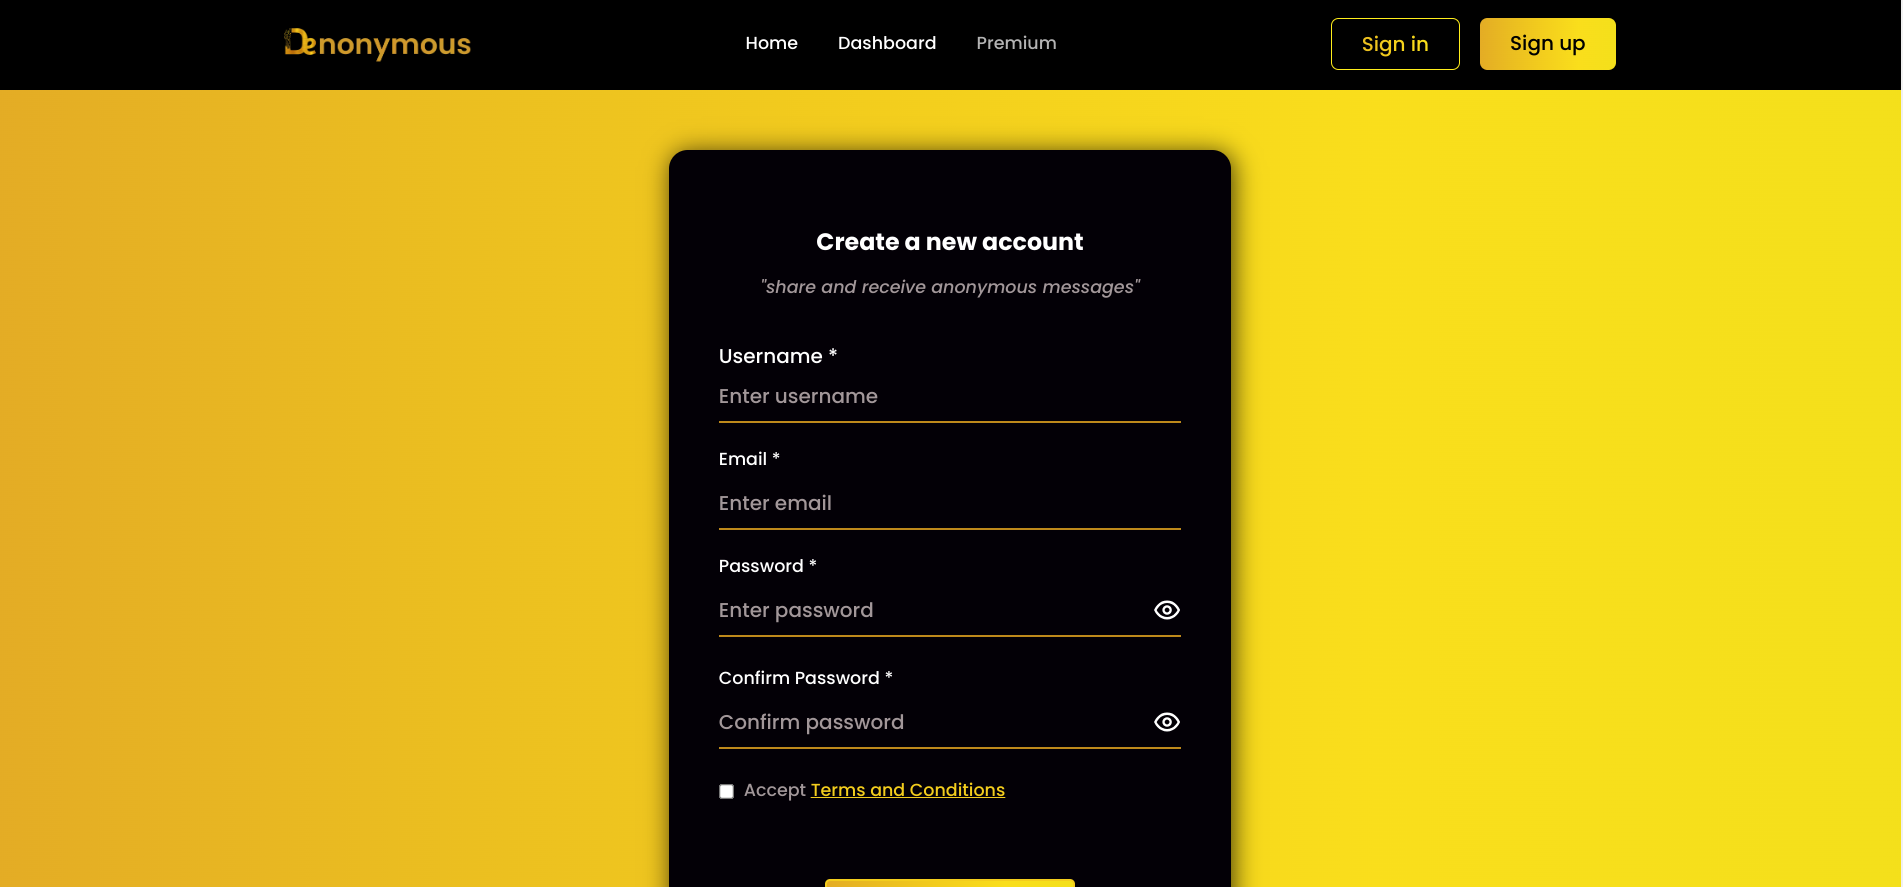 Denonymous
Home
Dashboard
Premium
Sign in
Sign up
Create a new account
"share and receive anonymous messages"
Username *
Enter username
Email *
Enter email
Password *
Enter password
Confirm Password *
Confirm password
Accept Terms and Conditions